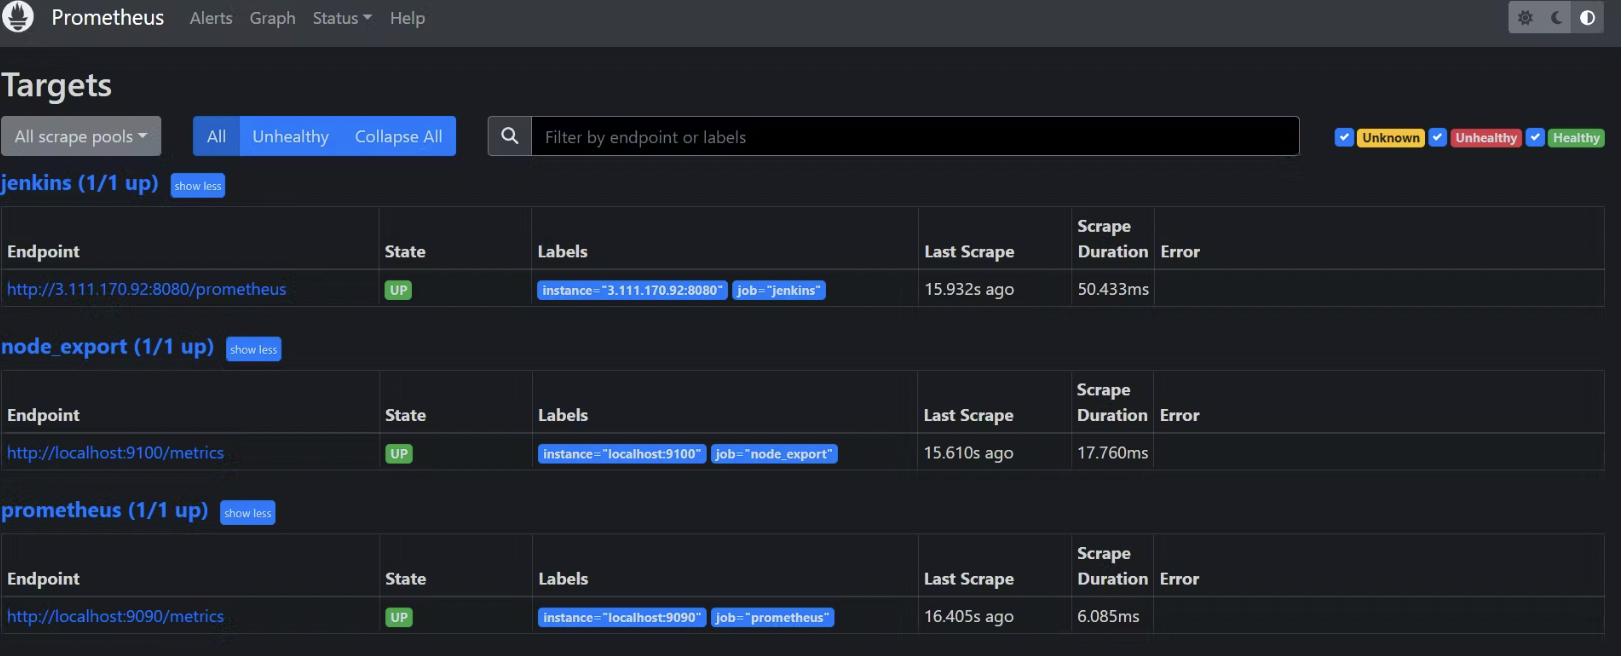 Prometheus Alerts Graph Status Help
Targets
All scrape pools All Unhealthy Collapse All Filter by endpoint or labels Unknown Unhealthy Healthy
jenkins (1/1 up) show less
Endpoint State Labels Last Scrape Scrape Duration Error
http://3.111.170.92:8080/prometheus UP instance="3.111.170.92:8080" job="jenkins" 15.932s ago 50.433ms
node_export (1/1 up) show less
Endpoint State Labels Last Scrape Scrape Duration Error
http://localhost:9100/metrics UP instance="localhost:9100" job="node_export" 15.610s ago 17.760ms
prometheus (1/1 up) show less
Endpoint State Labels Last Scrape Scrape Duration Error
http://localhost:9090/metrics UP instance="localhost:9090" job="prometheus" 16.405s ago 6.085ms